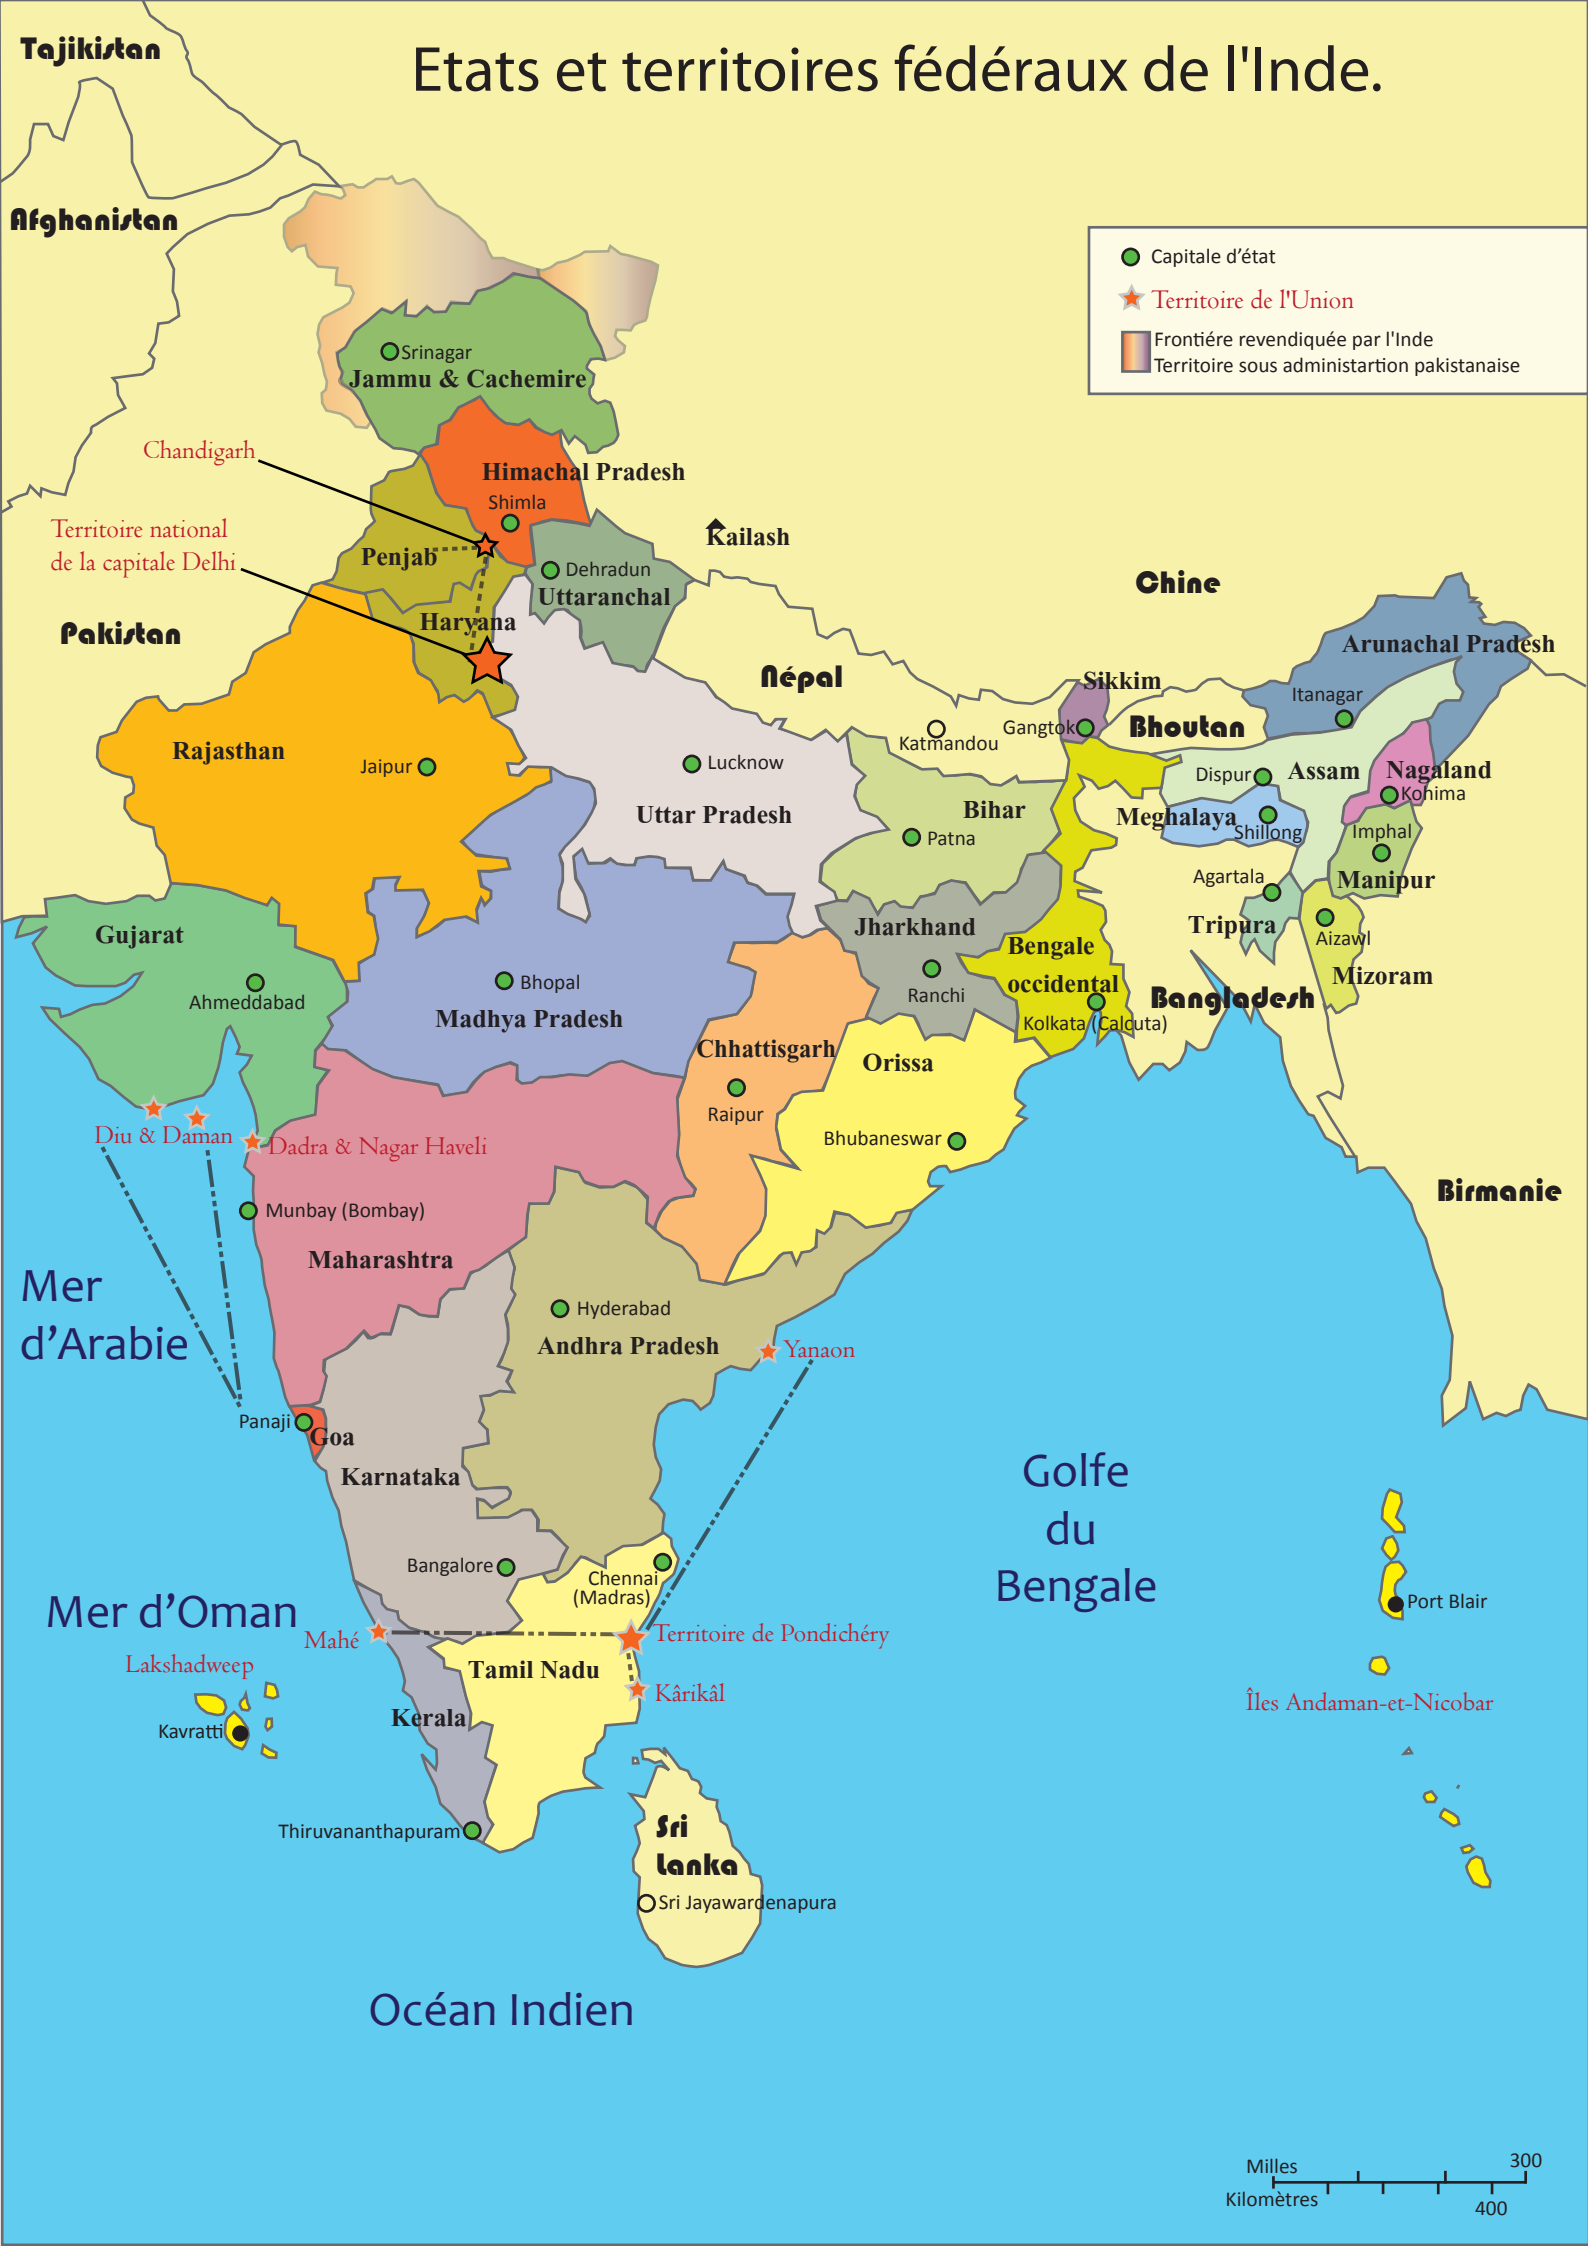 Etats et territoires fédéraux de l'Inde.
Tajikistan
Afghanistan
Capitale d'état
Territoire de l'Union
Frontiére revendiquée par l'Inde
Territoire sous administartion pakistanaise
Srinagar
Jammu & Cachemire
Chandigarh
Himachal Pradesh
Shimla
Territoire national
de la capitale Delhi
Penjab
Kailash
Dehradun
Uttaranchal
Chine
Haryana
Pakistan
Arunachal Pradesh
Népal
Sikkim
Itanagar
Gangtok
Bhoutan
Katmandou
Rajasthan
Jaipur
Lucknow
Dispur
Assam
Nagaland
Kohima
Uttar Pradesh
Bihar
Meghalaya
Shillong
Imphal
Patna
Agartala
Manipur
Gujarat
Jharkhand
Tripura
Aizawl
Bengale
occidental
Mizoram
Ahmeddabad
Bhopal
Ranchi
Bangladesh
Madhya Pradesh
Kolkata (Calcuta)
Chhattisgarh
Orissa
Raipur
Diu & Daman
Dadra & Nagar Haveli
Bhubaneswar
Birmanie
Munbay (Bombay)
Maharashtra
Mer
d'Arabie
Hyderabad
Andhra Pradesh
Yanaon
Panaji
Goa
Karnataka
Golfe
du
Bengale
Bangalore
Chennai
(Madras)
Port Blair
Mer d'Oman
Mahé
Territoire de Pondichéry
Lakshadweep
Tamil Nadu
Kârikâl
Îles Andaman-et-Nicobar
Kavratti
Kerala
Thiruvananthapuram
Sri
Lanka
Sri Jayawardenapura
Océan Indien
Milles
300
Kilomètres
400